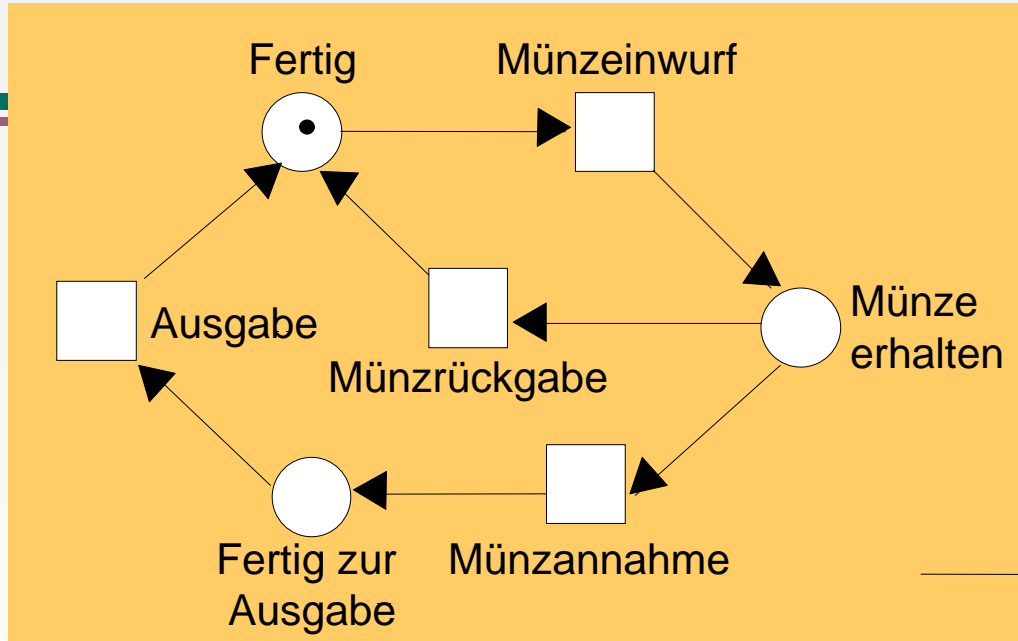 Fertig
Münzeinwurf
Ausgabe
Münze
erhalten
Münzrückgabe
Fertig zur
Ausgabe
Münzannahme